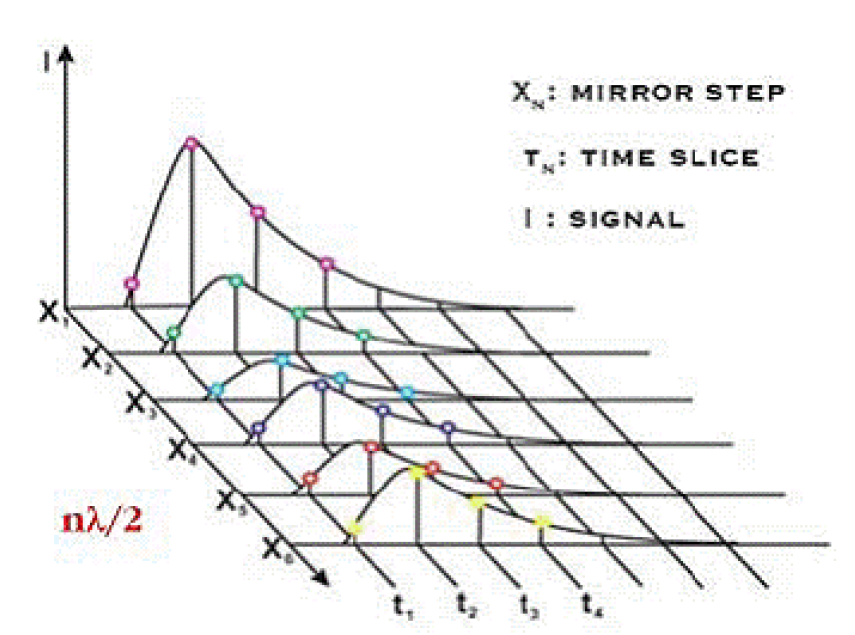 I
X_N: MIRROR STEP
T_N: TIME SLICE
I : SIGNAL
X₁
X₂
X₃
X₄
X₅
X₆
nλ/2
t₁ t₂ t₃ t₄